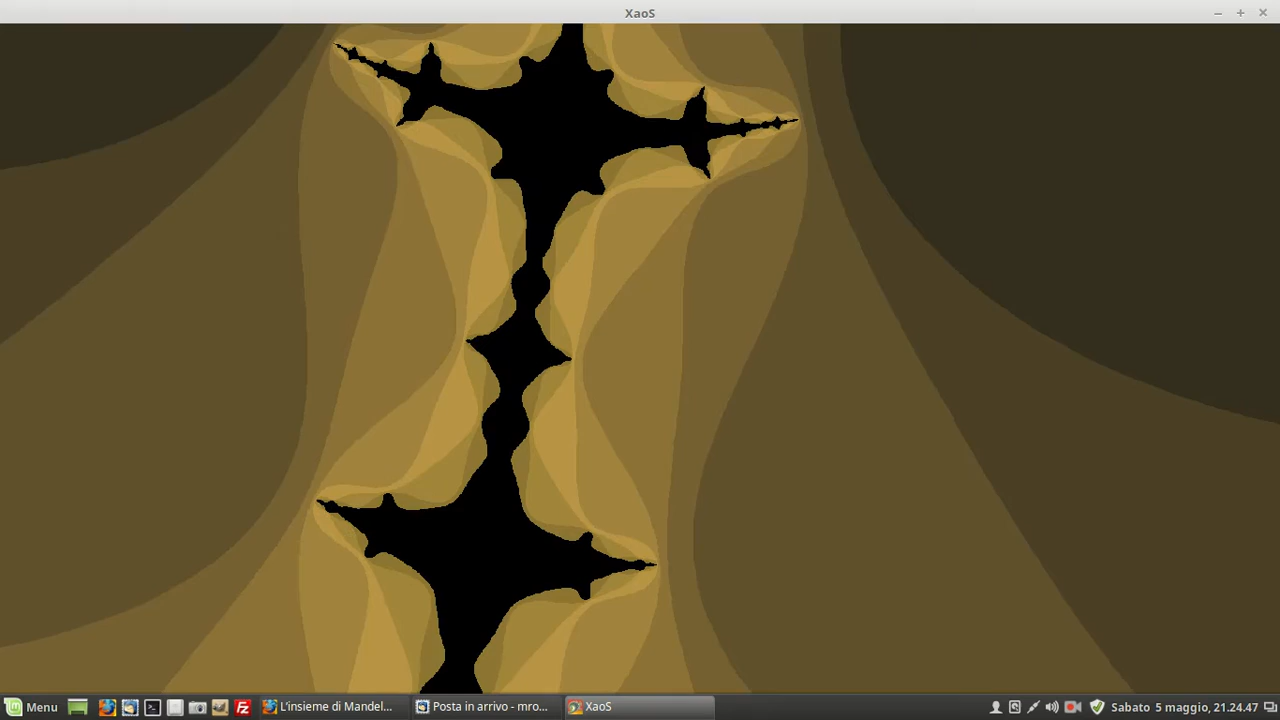 XaoS
Menu
L'insieme di Mandel...
Posta in arrivo - mro...
XaoS
Sabato 5 maggio, 21.24.47